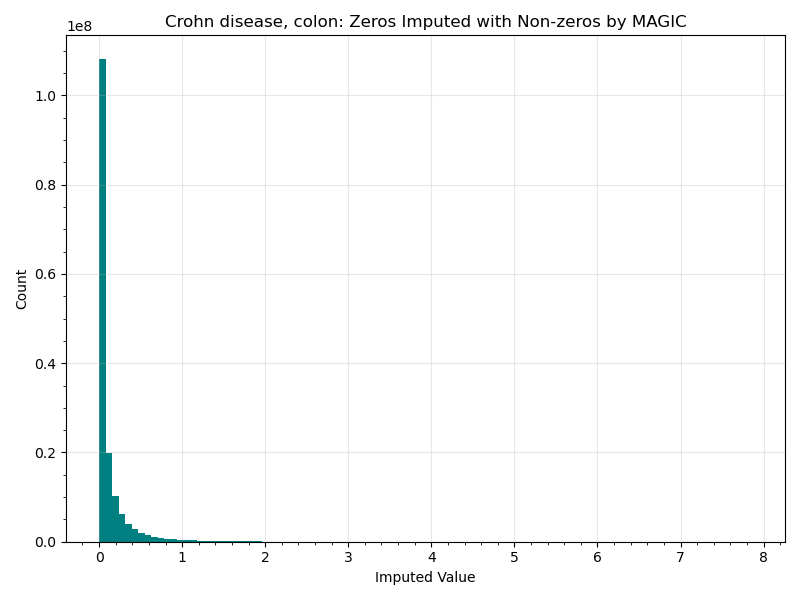 Crohn disease, colon: Zeros Imputed with Non-zeros by MAGIC
1e8
1.0
0.8
0.6
0.4
0.2
0.0
Count
0 1 2 3 4 5 6 7 8
Imputed Value